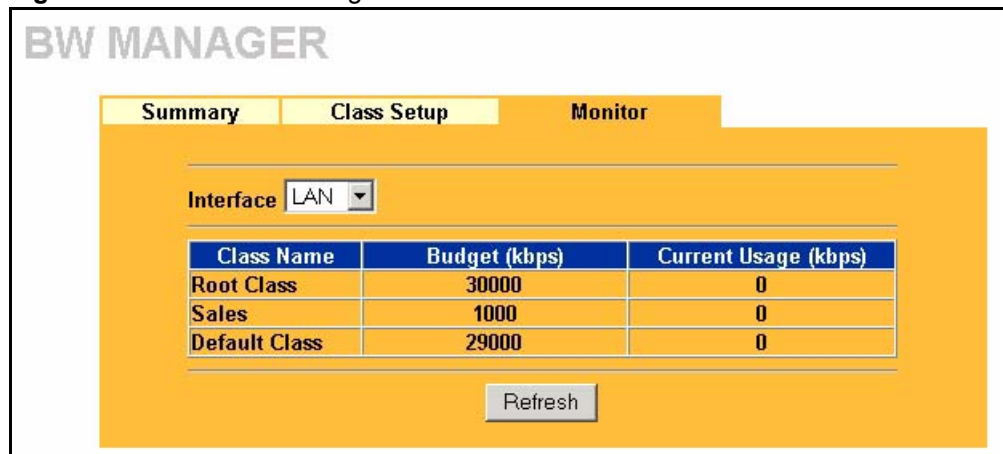 BW MANAGER
Summary Class Setup Monitor
Interface LAN
Class Name Budget (kbps) Current Usage (kbps)
Root Class 30000 0
Sales 1000 0
Default Class 29000 0
Refresh